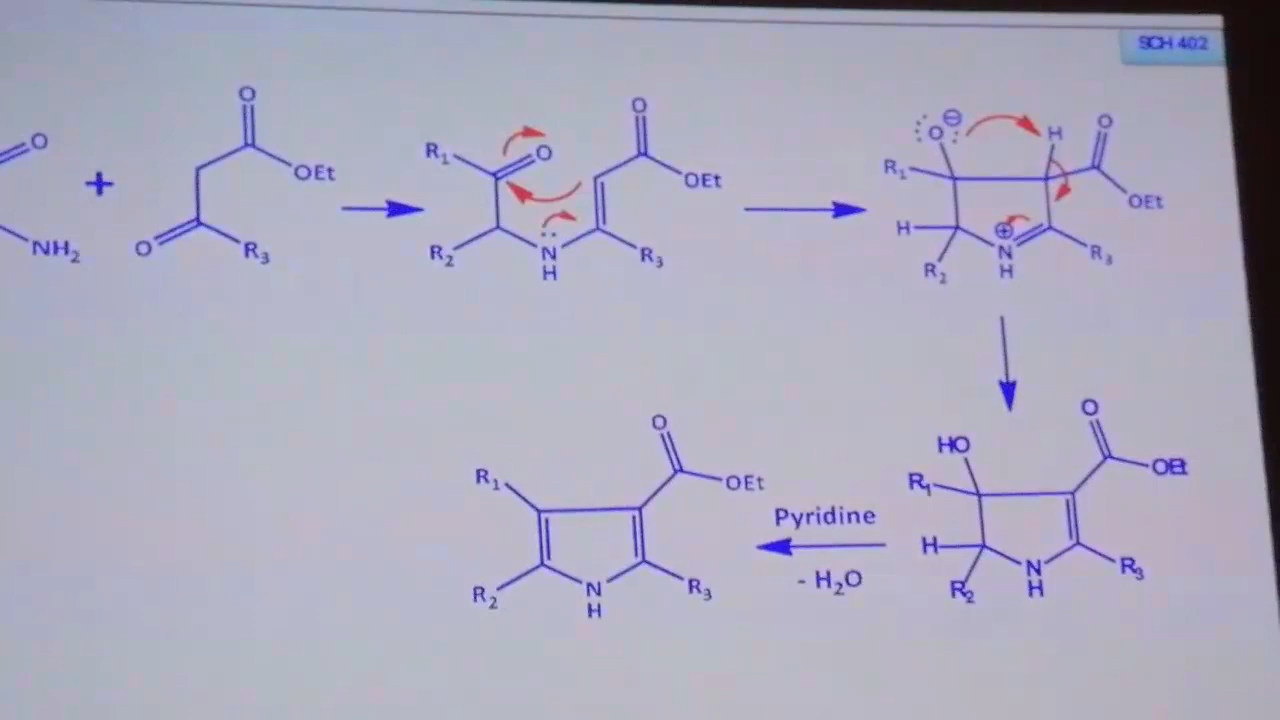 SCH 402
O
NH₂
+
O
OEt
O
R₃
R₁
O
O
OEt
R₂
N
H
R₃
O
⊖
H
O
R₁
OEt
H
⊕
N
H
R₂
R₃
R₁
O
OEt
R₂
N
H
R₃
Pyridine
- H₂O
HO
O
R₁
OEt
H
R₂
N
H
R₃